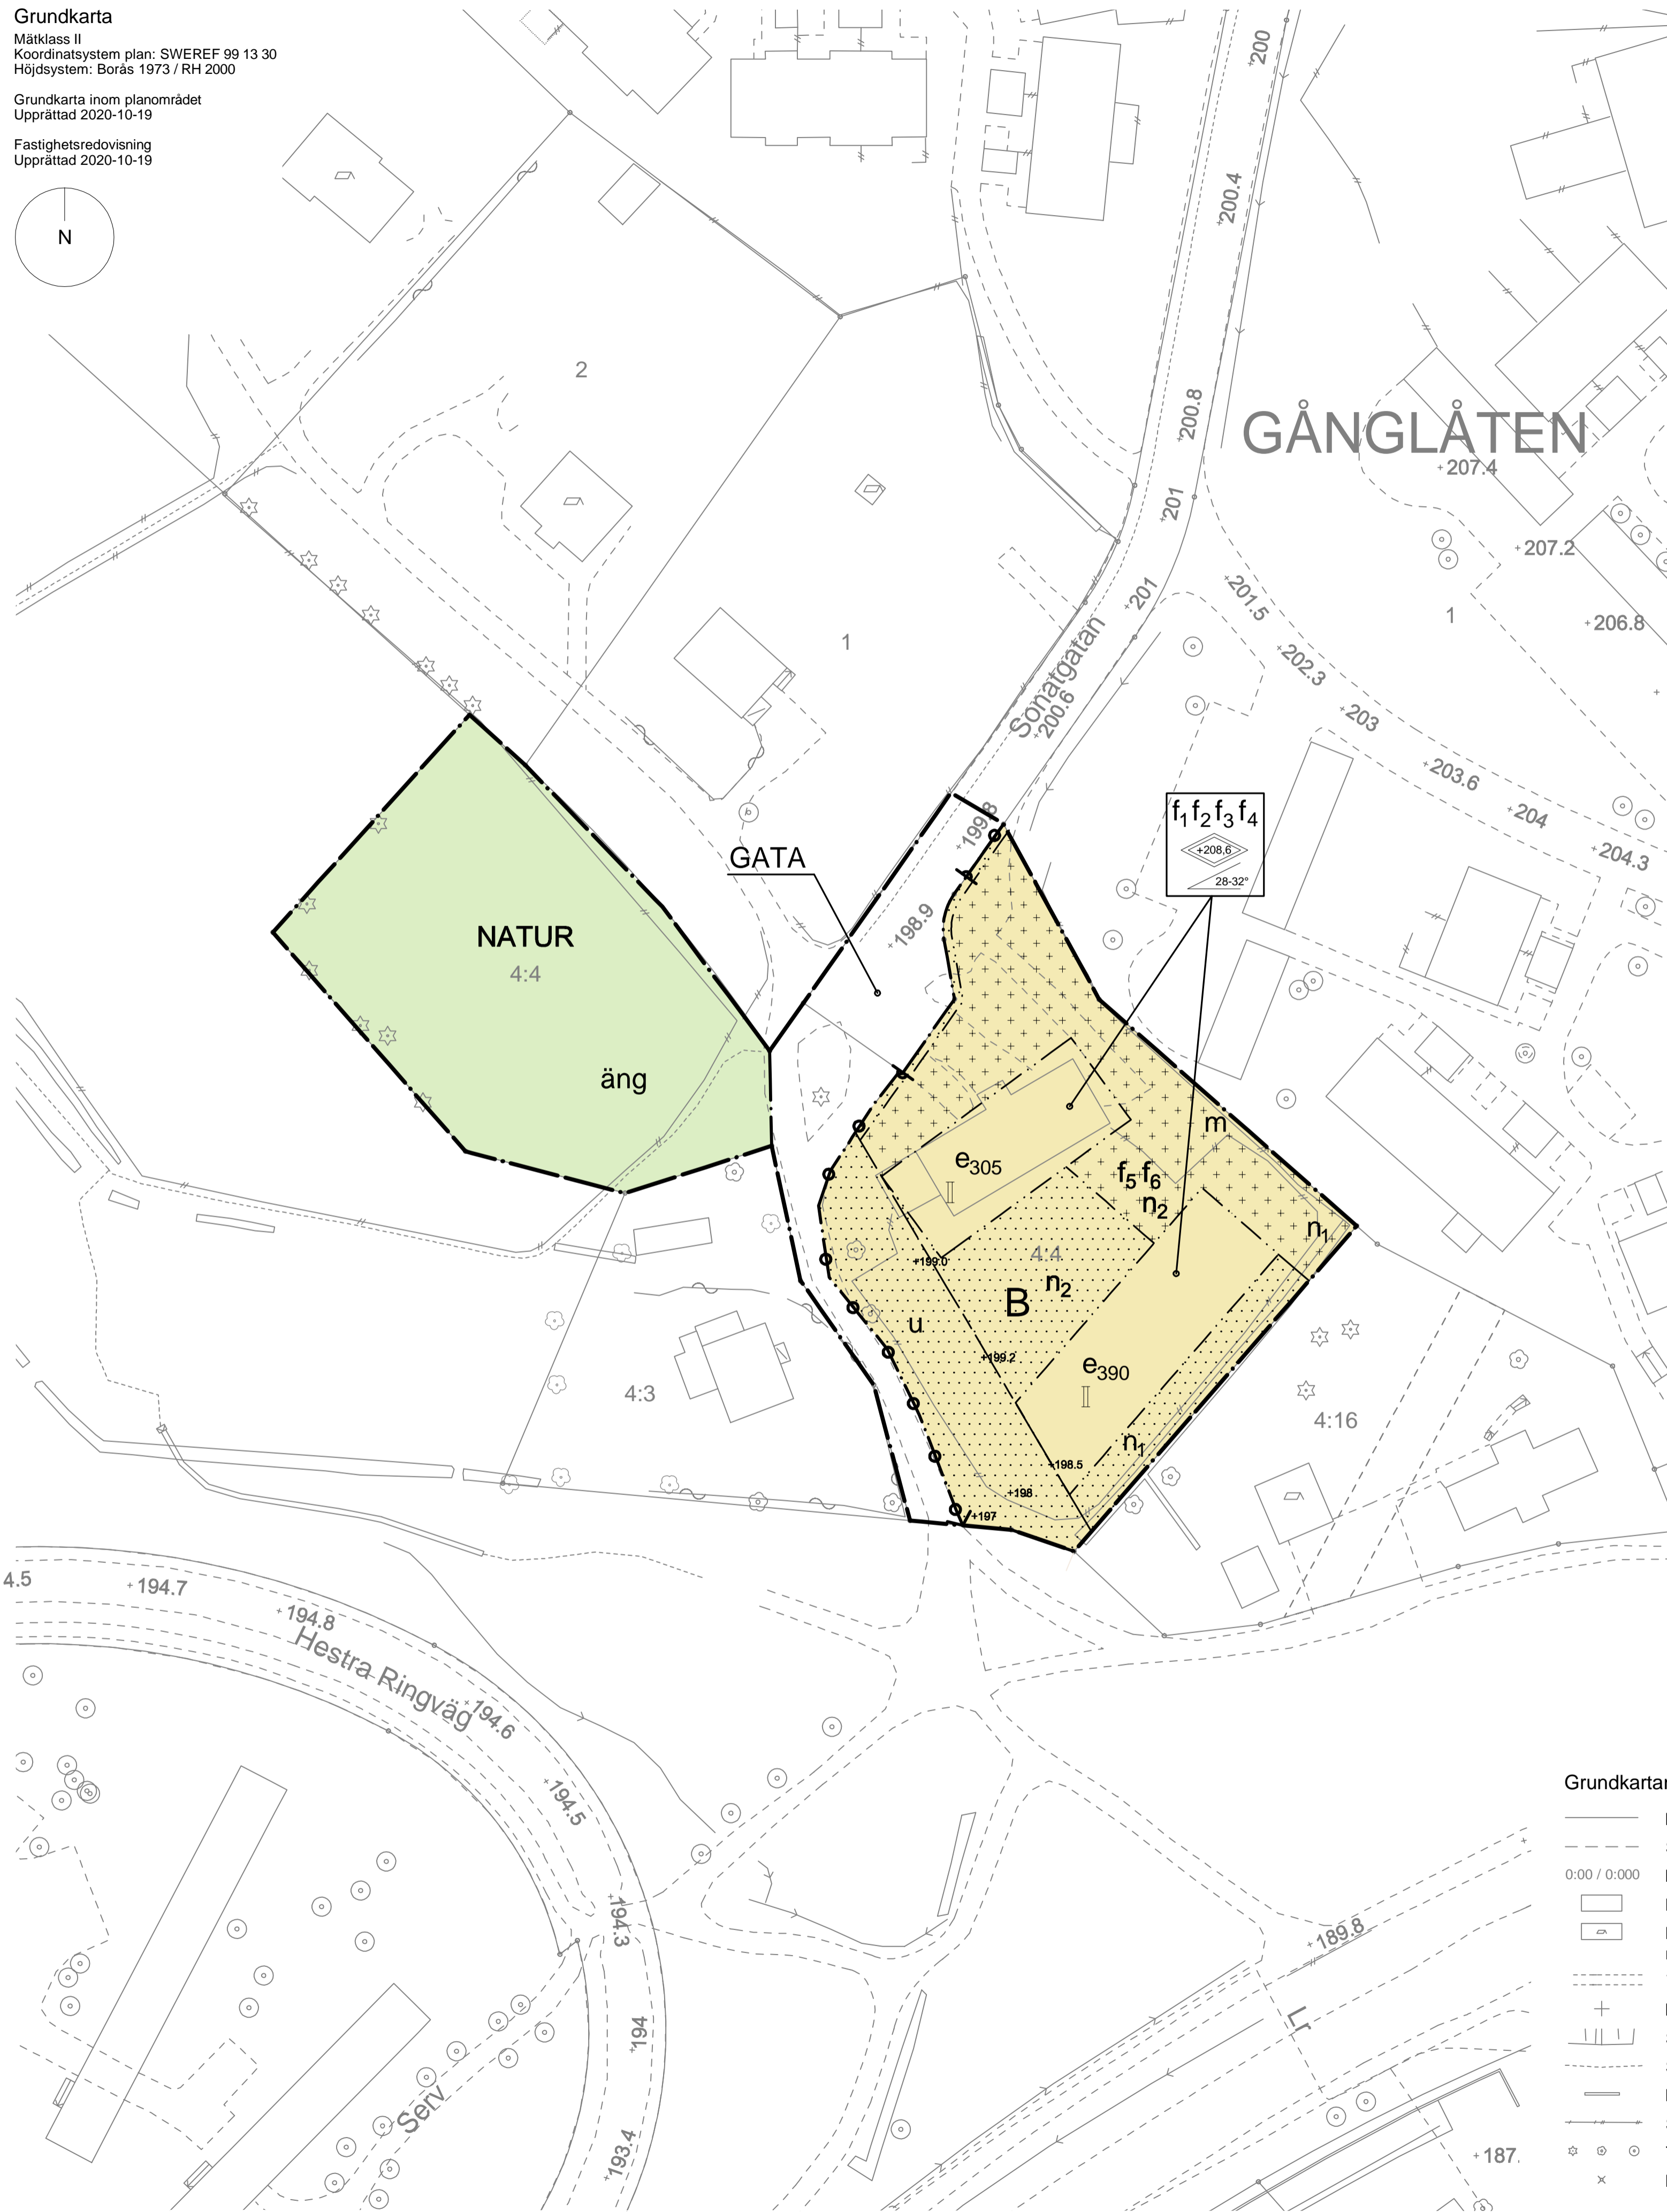 Grundkarta
Mätklass II
Koordinatsystem plan: SWEREF 99 13 30
Höjdsystem: Borås 1973 / RH 2000
Grundkarta inom planområdet
Upprättad 2020-10-19
Fastighetsredovisning
Upprättad 2020-10-19
N
+200
+200.4
+200.8
+201
+201
2
1
GÅNGLÅTEN
+207.4
+207.2
1
+206.8
+201.5
+202.3
+203
+203.6
+204
+204.3
Sonatgatan
+200.6
+199.8
+198.9
GATA
f1 f2 f3 f4
+208,6
28-32°
NATUR
4:4
äng
m
e305
II
f5 f6
n2
n1
4:4
+199.0
n2
B
u
+199.2
e390
II
n1
+198.5
+198
+197
4:3
4:16
4.5
+194.7
+194.8
Hestra Ringväg
+194.6
+194.5
+194.3
+194
+193.4
Serv
+189.8
Lr
+187.
Grundkartan
0:00 / 0:000